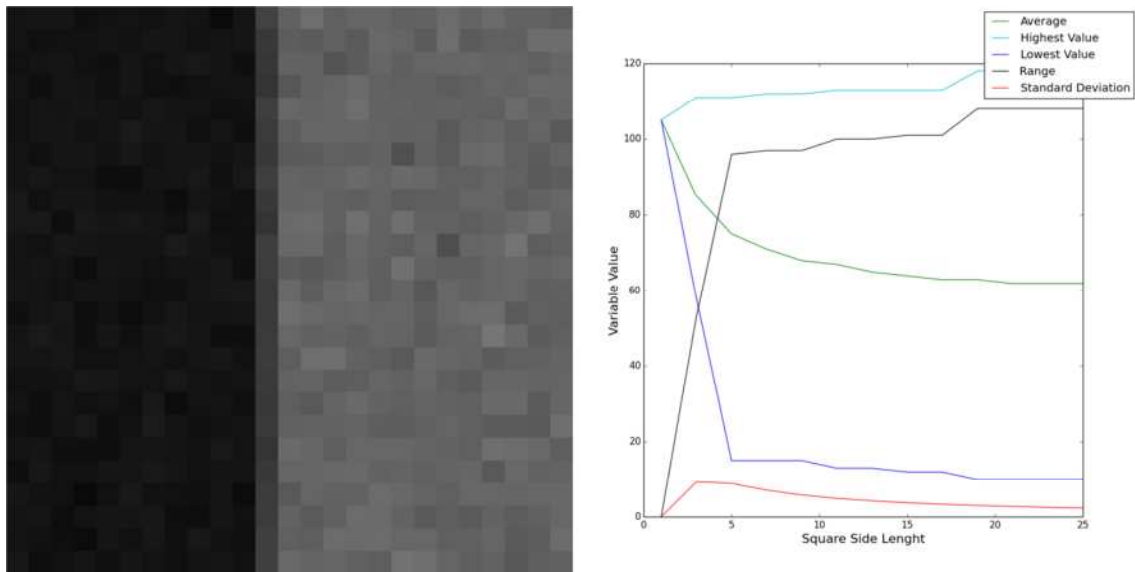 Average
Highest Value
Lowest Value
Range
Standard Deviation
120
100
80
60
40
20
0
Variable Value
0 5 10 15 20 25
Square Side Lenght